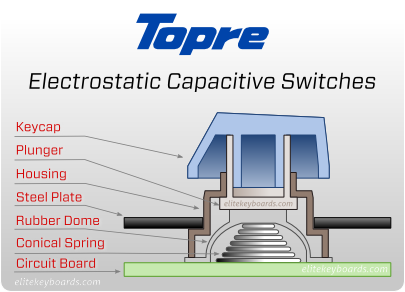 Topre
Electrostatic Capacitive Switches
Keycap
Plunger
Housing
Steel Plate
Rubber Dome
Conical Spring
Circuit Board
elitekeyboards.com
elitekeyboards.com
elitekeyboards.com